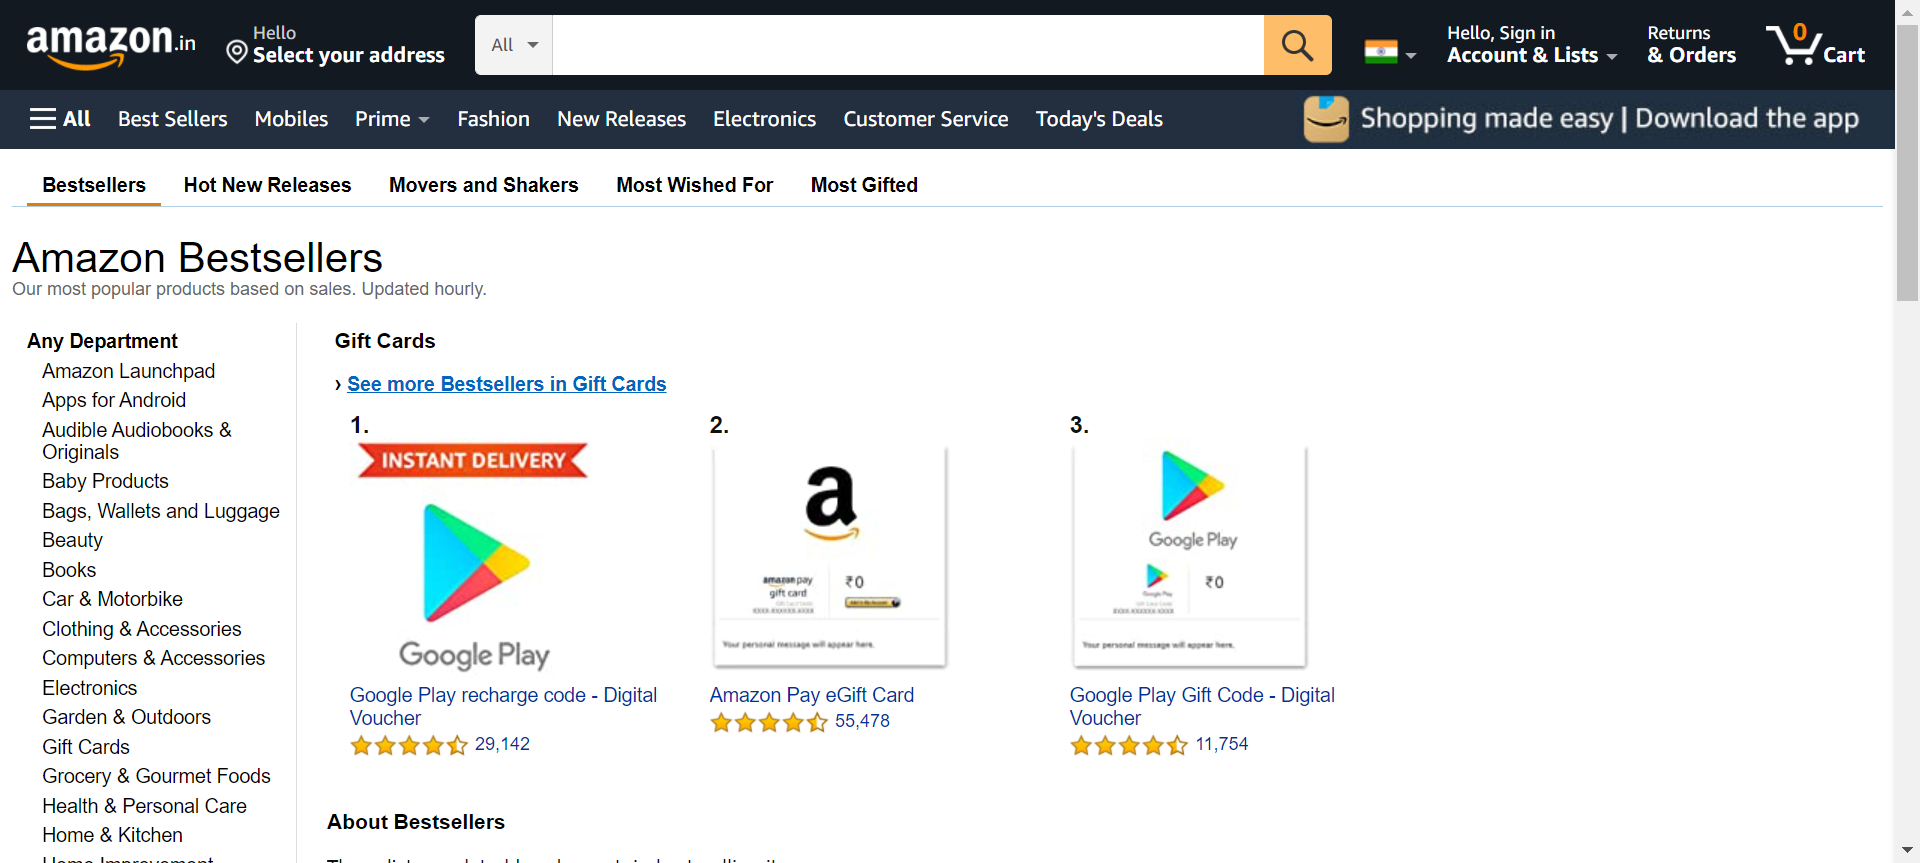 amazon.in
Hello
Select your address
All
Hello, Sign in
Account & Lists
Returns
& Orders
0
Cart
All
Best Sellers
Mobiles
Prime
Fashion
New Releases
Electronics
Customer Service
Today's Deals
Shopping made easy | Download the app
Bestsellers
Hot New Releases
Movers and Shakers
Most Wished For
Most Gifted
Amazon Bestsellers
Our most popular products based on sales. Updated hourly.
Any Department
Amazon Launchpad
Apps for Android
Audible Audiobooks &
Originals
Baby Products
Bags, Wallets and Luggage
Beauty
Books
Car & Motorbike
Clothing & Accessories
Computers & Accessories
Electronics
Garden & Outdoors
Gift Cards
Grocery & Gourmet Foods
Health & Personal Care
Home & Kitchen
Gift Cards
› See more Bestsellers in Gift Cards
1.
INSTANT DELIVERY
Google Play
Google Play recharge code - Digital
Voucher
29,142
2.
a
amazon pay
gift card
₹0
Your personal message will appear here.
Amazon Pay eGift Card
55,478
3.
Google Play
Google Play
₹0
Your personal message will appear here.
Google Play Gift Code - Digital
Voucher
11,754
About Bestsellers